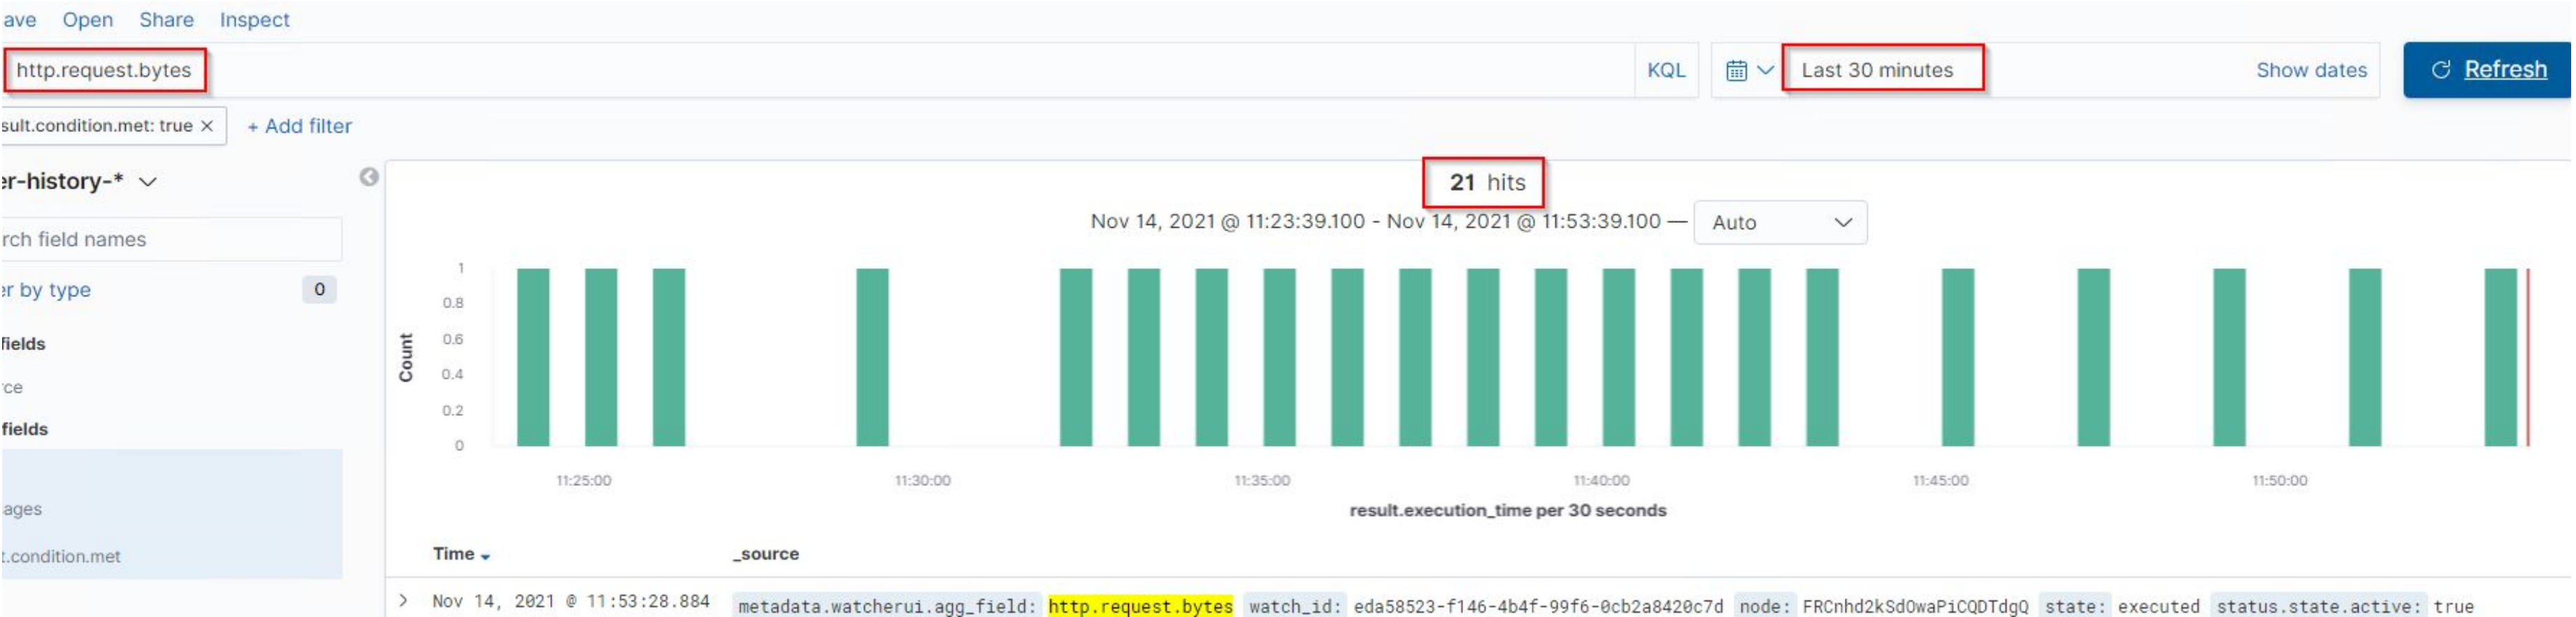 ave Open Share Inspect
http.request.bytes KQL Last 30 minutes Show dates Refresh
sult.condition.met: true × + Add filter
er-history-*
21 hits
Nov 14, 2021 @ 11:23:39.100 - Nov 14, 2021 @ 11:53:39.100 — Auto
rch field names
er by type 0
fields
ce
fields
ages
t.condition.met
Count
1
0.8
0.6
0.4
0.2
0
11:25:00 11:30:00 11:35:00 11:40:00 11:45:00 11:50:00
result.execution_time per 30 seconds
Time _source
> Nov 14, 2021 @ 11:53:28.884 metadata.watcherui.agg_field: http.request.bytes watch_id: eda58523-f146-4b4f-99f6-0cb2a8420c7d node: FRCnhd2kSdOwaPiCQDTdgQ state: executed status.state.active: true